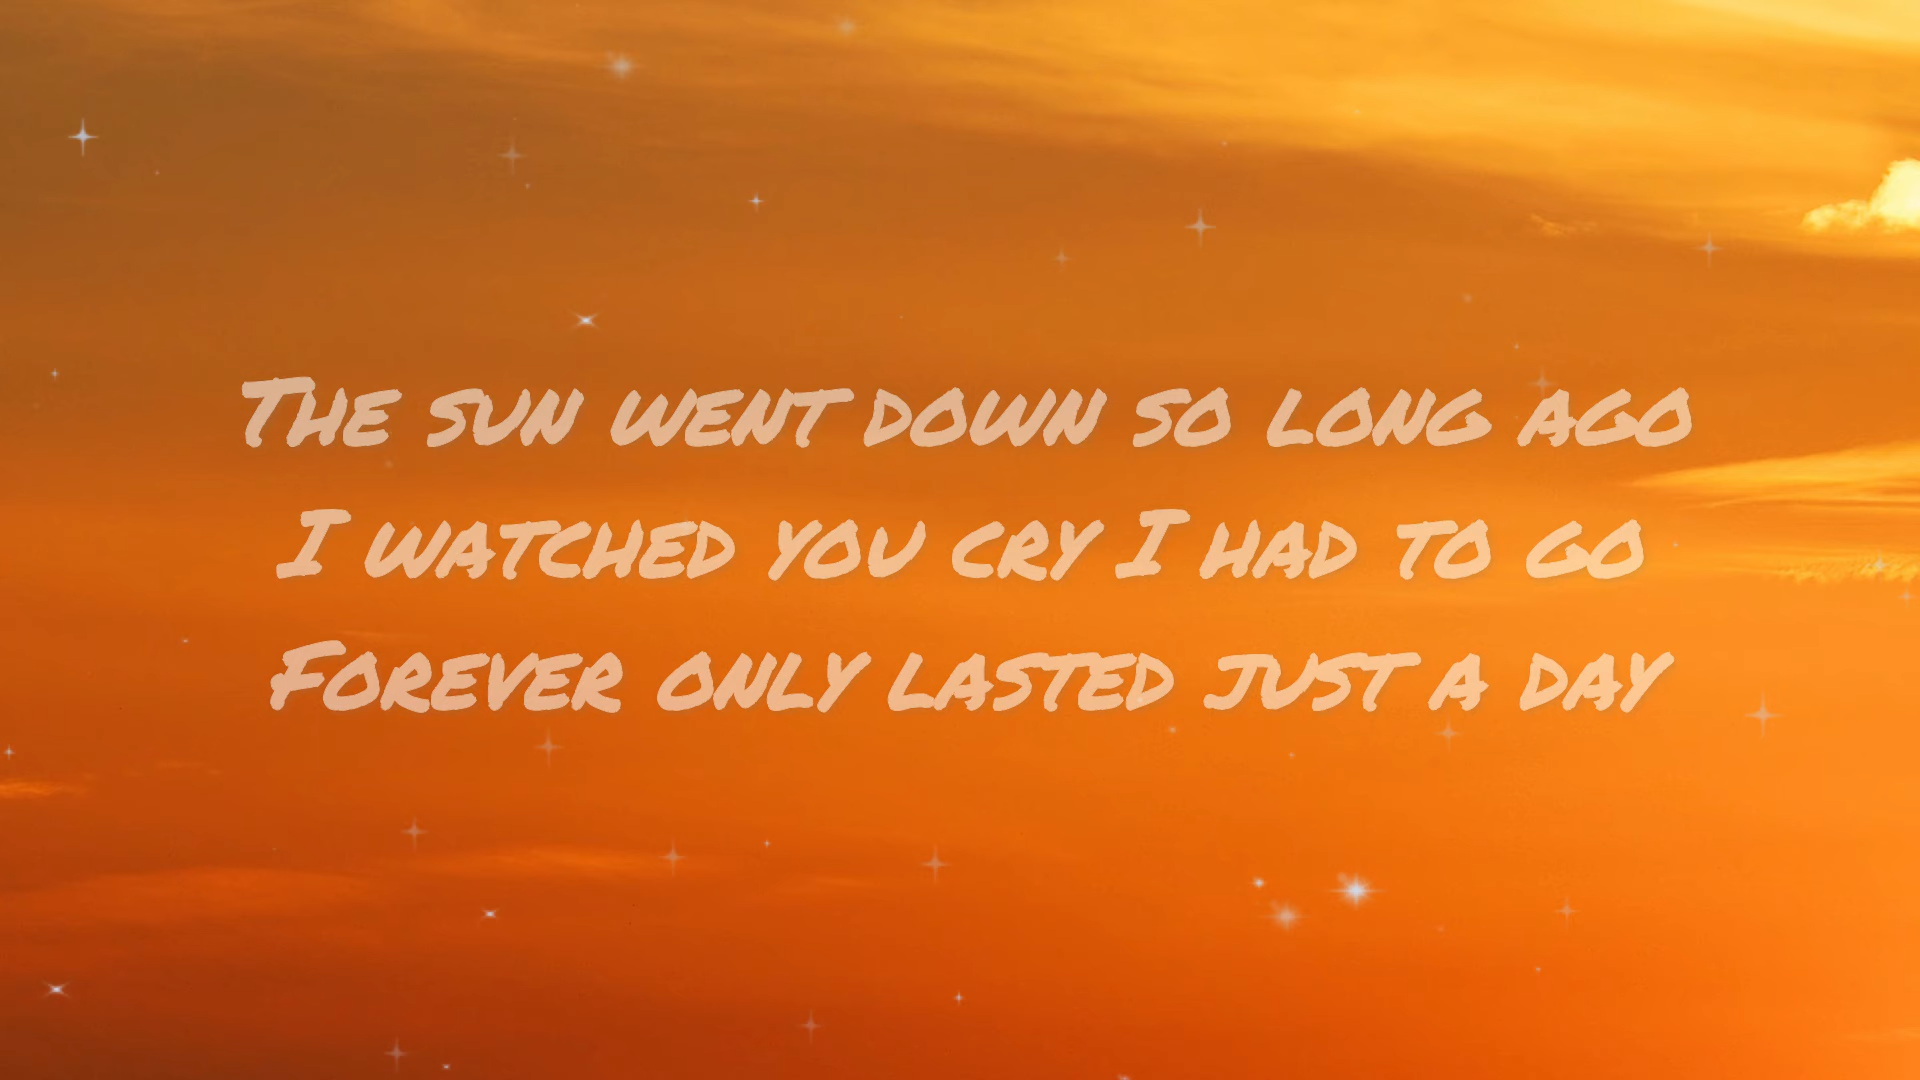 The sun went down so long ago
I watched you cry I had to go
Forever only lasted just a day